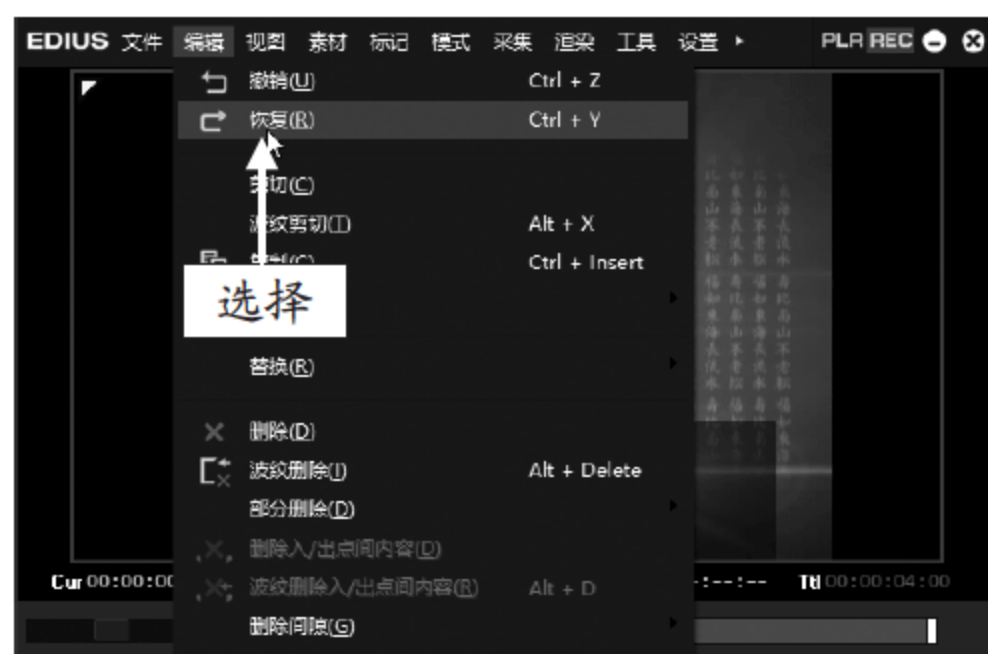 EDIUS 文件 编辑 视图 素材 标记 模式 采集 渲染 工具 设置 PLR REC
撤销(U) Ctrl + Z
恢复(R) Ctrl + Y
剪切(C)
波纹剪切(T) Alt + X
Ctrl + Insert
选择
替换(R)
删除(D)
波纹删除(I) Alt + Delete
部分删除(D)
删除入/出点间内容(D)
波纹删除入/出点间内容(R) Alt + D
删除间隙(G)
Cur 00:00:00
Ttl 00:00:04:00